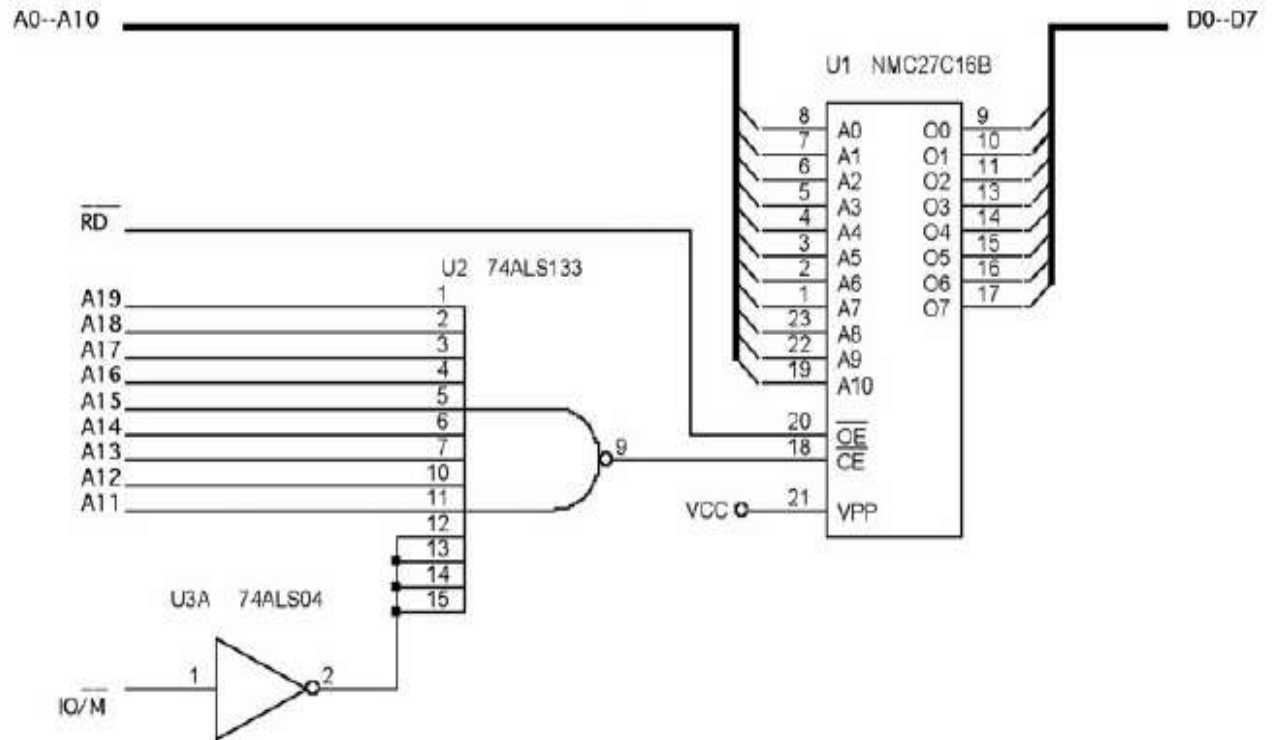 A0--A10
D0--D7
U1 NMC27C16B
8 A0 O0 9
7 A1 O1 10
6 A2 O2 11
5 A3 O3 13
4 A4 O4 14
3 A5 O5 15
2 A6 O6 16
1 A7 O7 17
23 A8
22 A9
19 A10
RD
20 OE
18 CE
VCC 21 VPP
U2 74ALS133
A19 1
A18 2
A17 3
A16 4
A15 5
A14 6
A13 7
A12 10
A11 11
12
13
14
15
9
U3A 74ALS04
1 2
IO/M